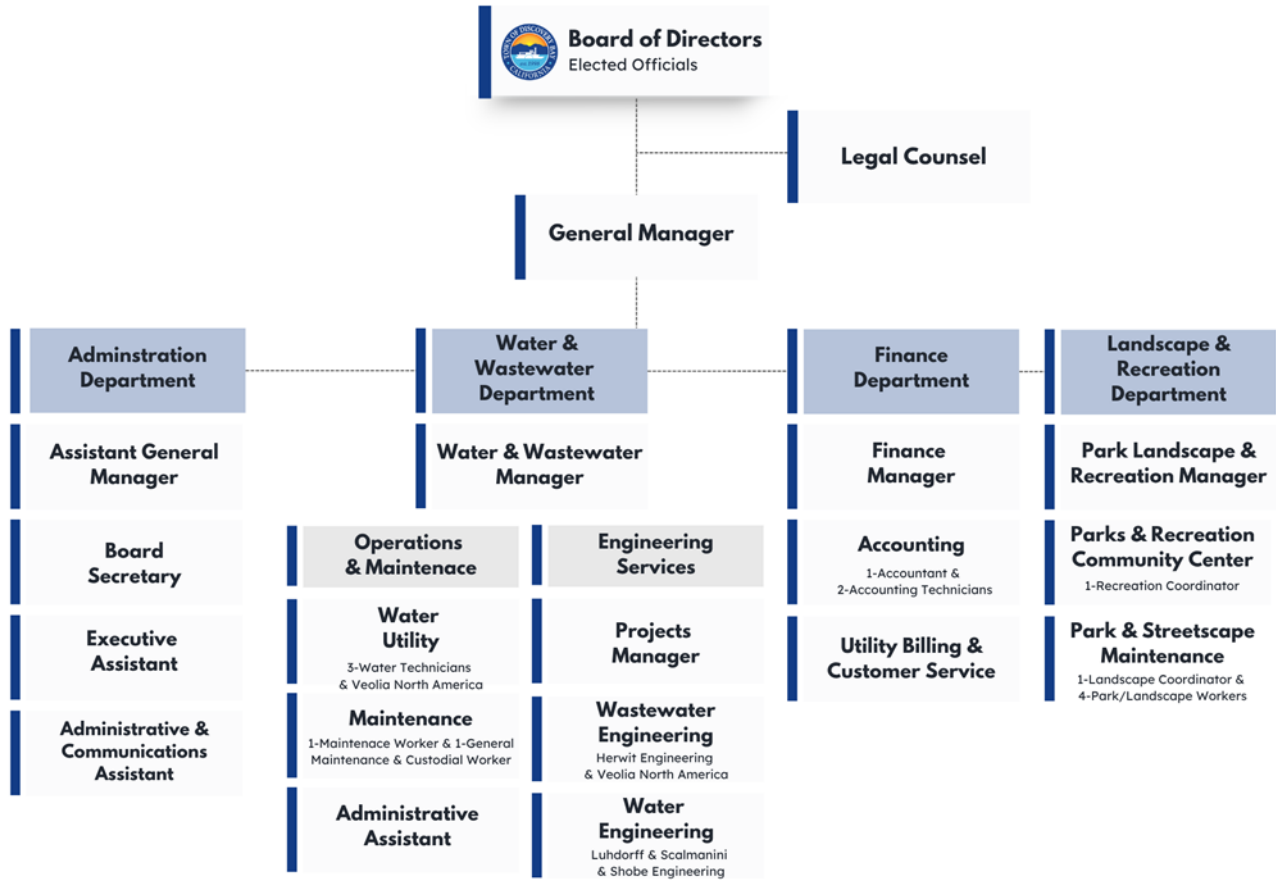 TOWN OF DISCOVERY BAY
CALIFORNIA
Board of Directors
Elected Officials
Legal Counsel
General Manager
Adminstration
Department
Assistant General
Manager
Board
Secretary
Executive
Assistant
Administrative &
Communications
Assistant
Water &
Wastewater
Department
Water & Wastewater
Manager
Operations
& Maintenace
Water
Utility
3-Water Technicians
& Veolia North America
Maintenance
1-Maintenace Worker & 1-General
Maintenance & Custodial Worker
Administrative
Assistant
Engineering
Services
Projects
Manager
Wastewater
Engineering
Herwit Engineering
& Veolia North America
Water
Engineering
Luhdorff & Scalmanini
& Shobe Engineering
Finance
Department
Finance
Manager
Accounting
1-Accountant &
2-Accounting Technicians
Utility Billing &
Customer Service
Landscape &
Recreation
Department
Park Landscape &
Recreation Manager
Parks & Recreation
Community Center
1-Recreation Coordinator
Park & Streetscape
Maintenance
1-Landscape Coordinator &
4-Park/Landscape Workers